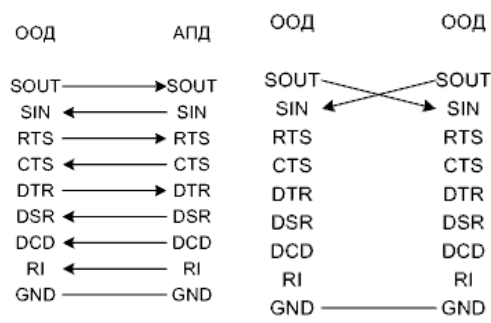 ООД АПД
SOUT SOUT
SIN SIN
RTS RTS
CTS CTS
DTR DTR
DSR DSR
DCD DCD
RI RI
GND GND
ООД ООД
SOUT SOUT
SIN SIN
RTS RTS
CTS CTS
DTR DTR
DSR DSR
DCD DCD
RI RI
GND GND